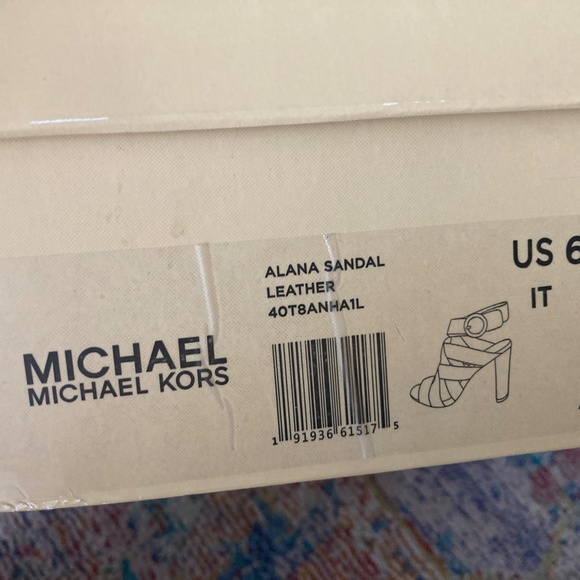 MICHAEL
MICHAEL KORS
ALANA SANDAL
LEATHER
40T8ANHA1L
1 91936 61517 5
US 6
IT